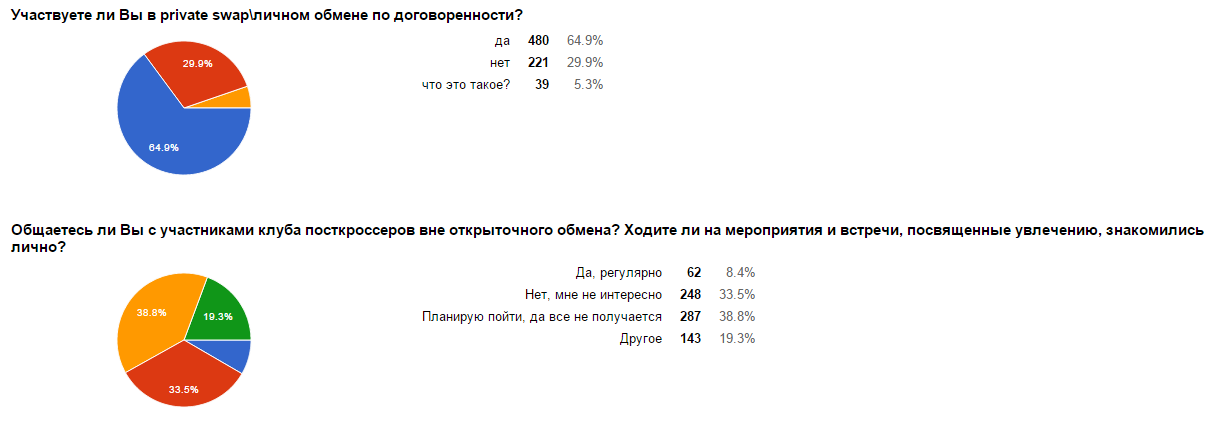 Участвуете ли Вы в private swap\личном обмене по договоренности?
да 480 64.9%
нет 221 29.9%
что это такое? 39 5.3%
29.9%
64.9%
Общаетесь ли Вы с участниками клуба посткроссеров вне открыточного обмена? Ходите ли на мероприятия и встречи, посвященные увлечению, знакомились
лично?
Да, регулярно 62 8.4%
Нет, мне не интересно 248 33.5%
Планирую пойти, да все не получается 287 38.8%
Другое 143 19.3%
38.8%
19.3%
33.5%